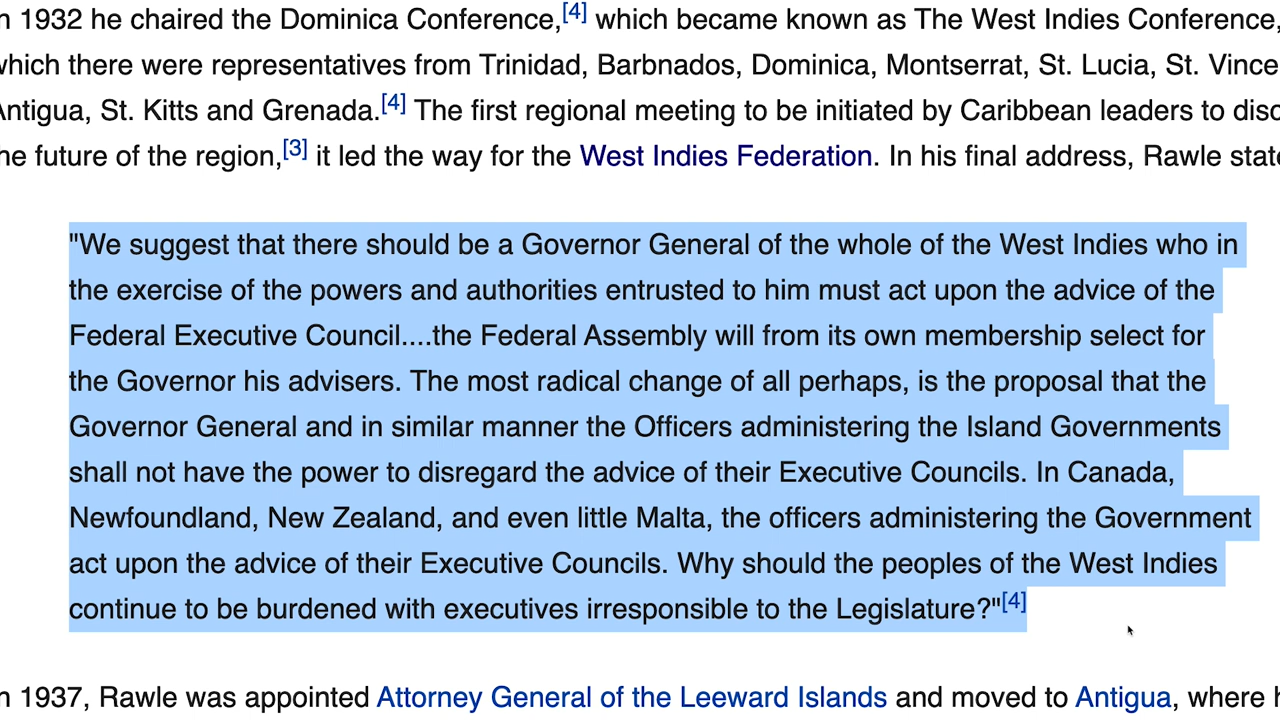 n 1932 he chaired the Dominica Conference,[4] which became known as The West Indies Conference,
which there were representatives from Trinidad, Barbnados, Dominica, Montserrat, St. Lucia, St. Vince
Antigua, St. Kitts and Grenada.[4] The first regional meeting to be initiated by Caribbean leaders to disc
he future of the region,[3] it led the way for the West Indies Federation. In his final address, Rawle state
"We suggest that there should be a Governor General of the whole of the West Indies who in
the exercise of the powers and authorities entrusted to him must act upon the advice of the
Federal Executive Council....the Federal Assembly will from its own membership select for
the Governor his advisers. The most radical change of all perhaps, is the proposal that the
Governor General and in similar manner the Officers administering the Island Governments
shall not have the power to disregard the advice of their Executive Councils. In Canada,
Newfoundland, New Zealand, and even little Malta, the officers administering the Government
act upon the advice of their Executive Councils. Why should the peoples of the West Indies
continue to be burdened with executives irresponsible to the Legislature?"[4]
n 1937, Rawle was appointed Attorney General of the Leeward Islands and moved to Antigua, where h